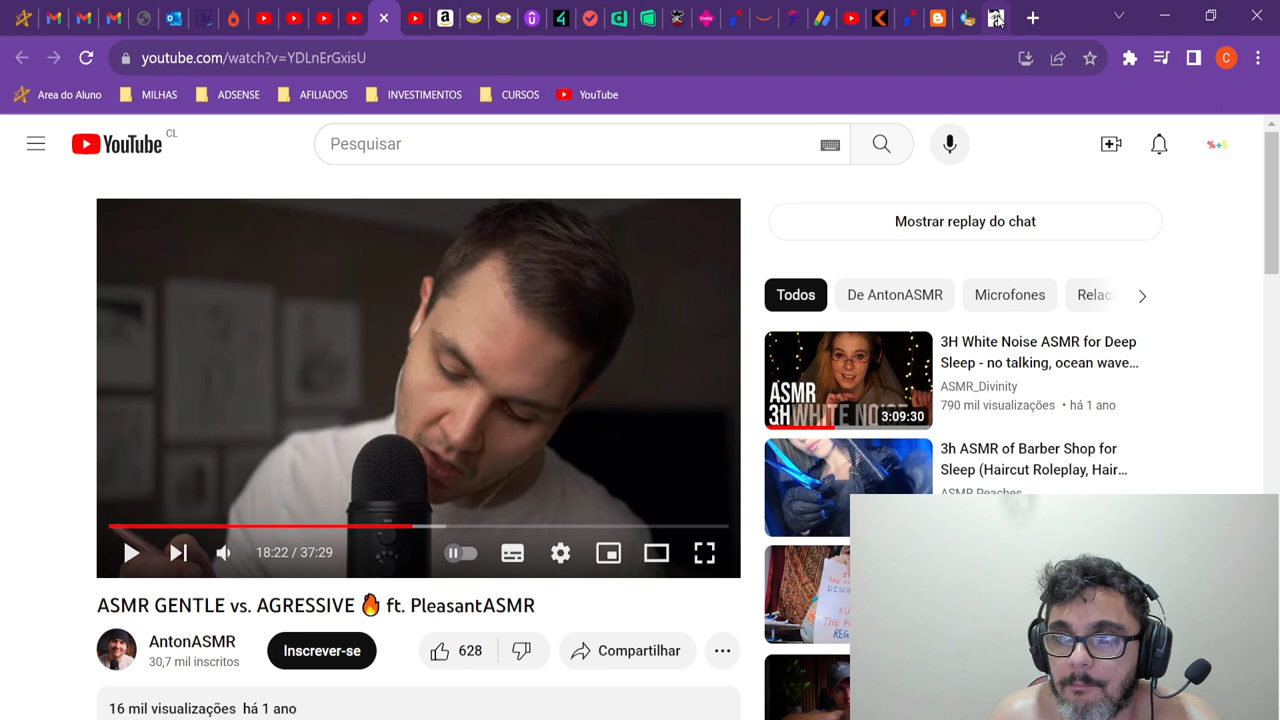 youtube.com/watch?v=YDLnErGxisU
Area do Aluno
MILHAS
ADSENSE
AFILIADOS
INVESTIMENTOS
CURSOS
YouTube
YouTube CL
Pesquisar
Mostrar replay do chat
Todos
De AntonASMR
Microfones
Relac
3H White Noise ASMR for Deep
Sleep - no talking, ocean wave...
ASMR_Divinity
790 mil visualizações • há 1 ano
ASMR
3H WHITE NOISE
3:09:30
3h ASMR of Barber Shop for
Sleep (Haircut Roleplay, Hair...
ASMR Peaches
18:22 / 37:29
ASMR GENTLE vs. AGRESSIVE 🔥 ft. PleasantASMR
AntonASMR
30,7 mil inscritos
Inscrever-se
628
Compartilhar
16 mil visualizações há 1 ano